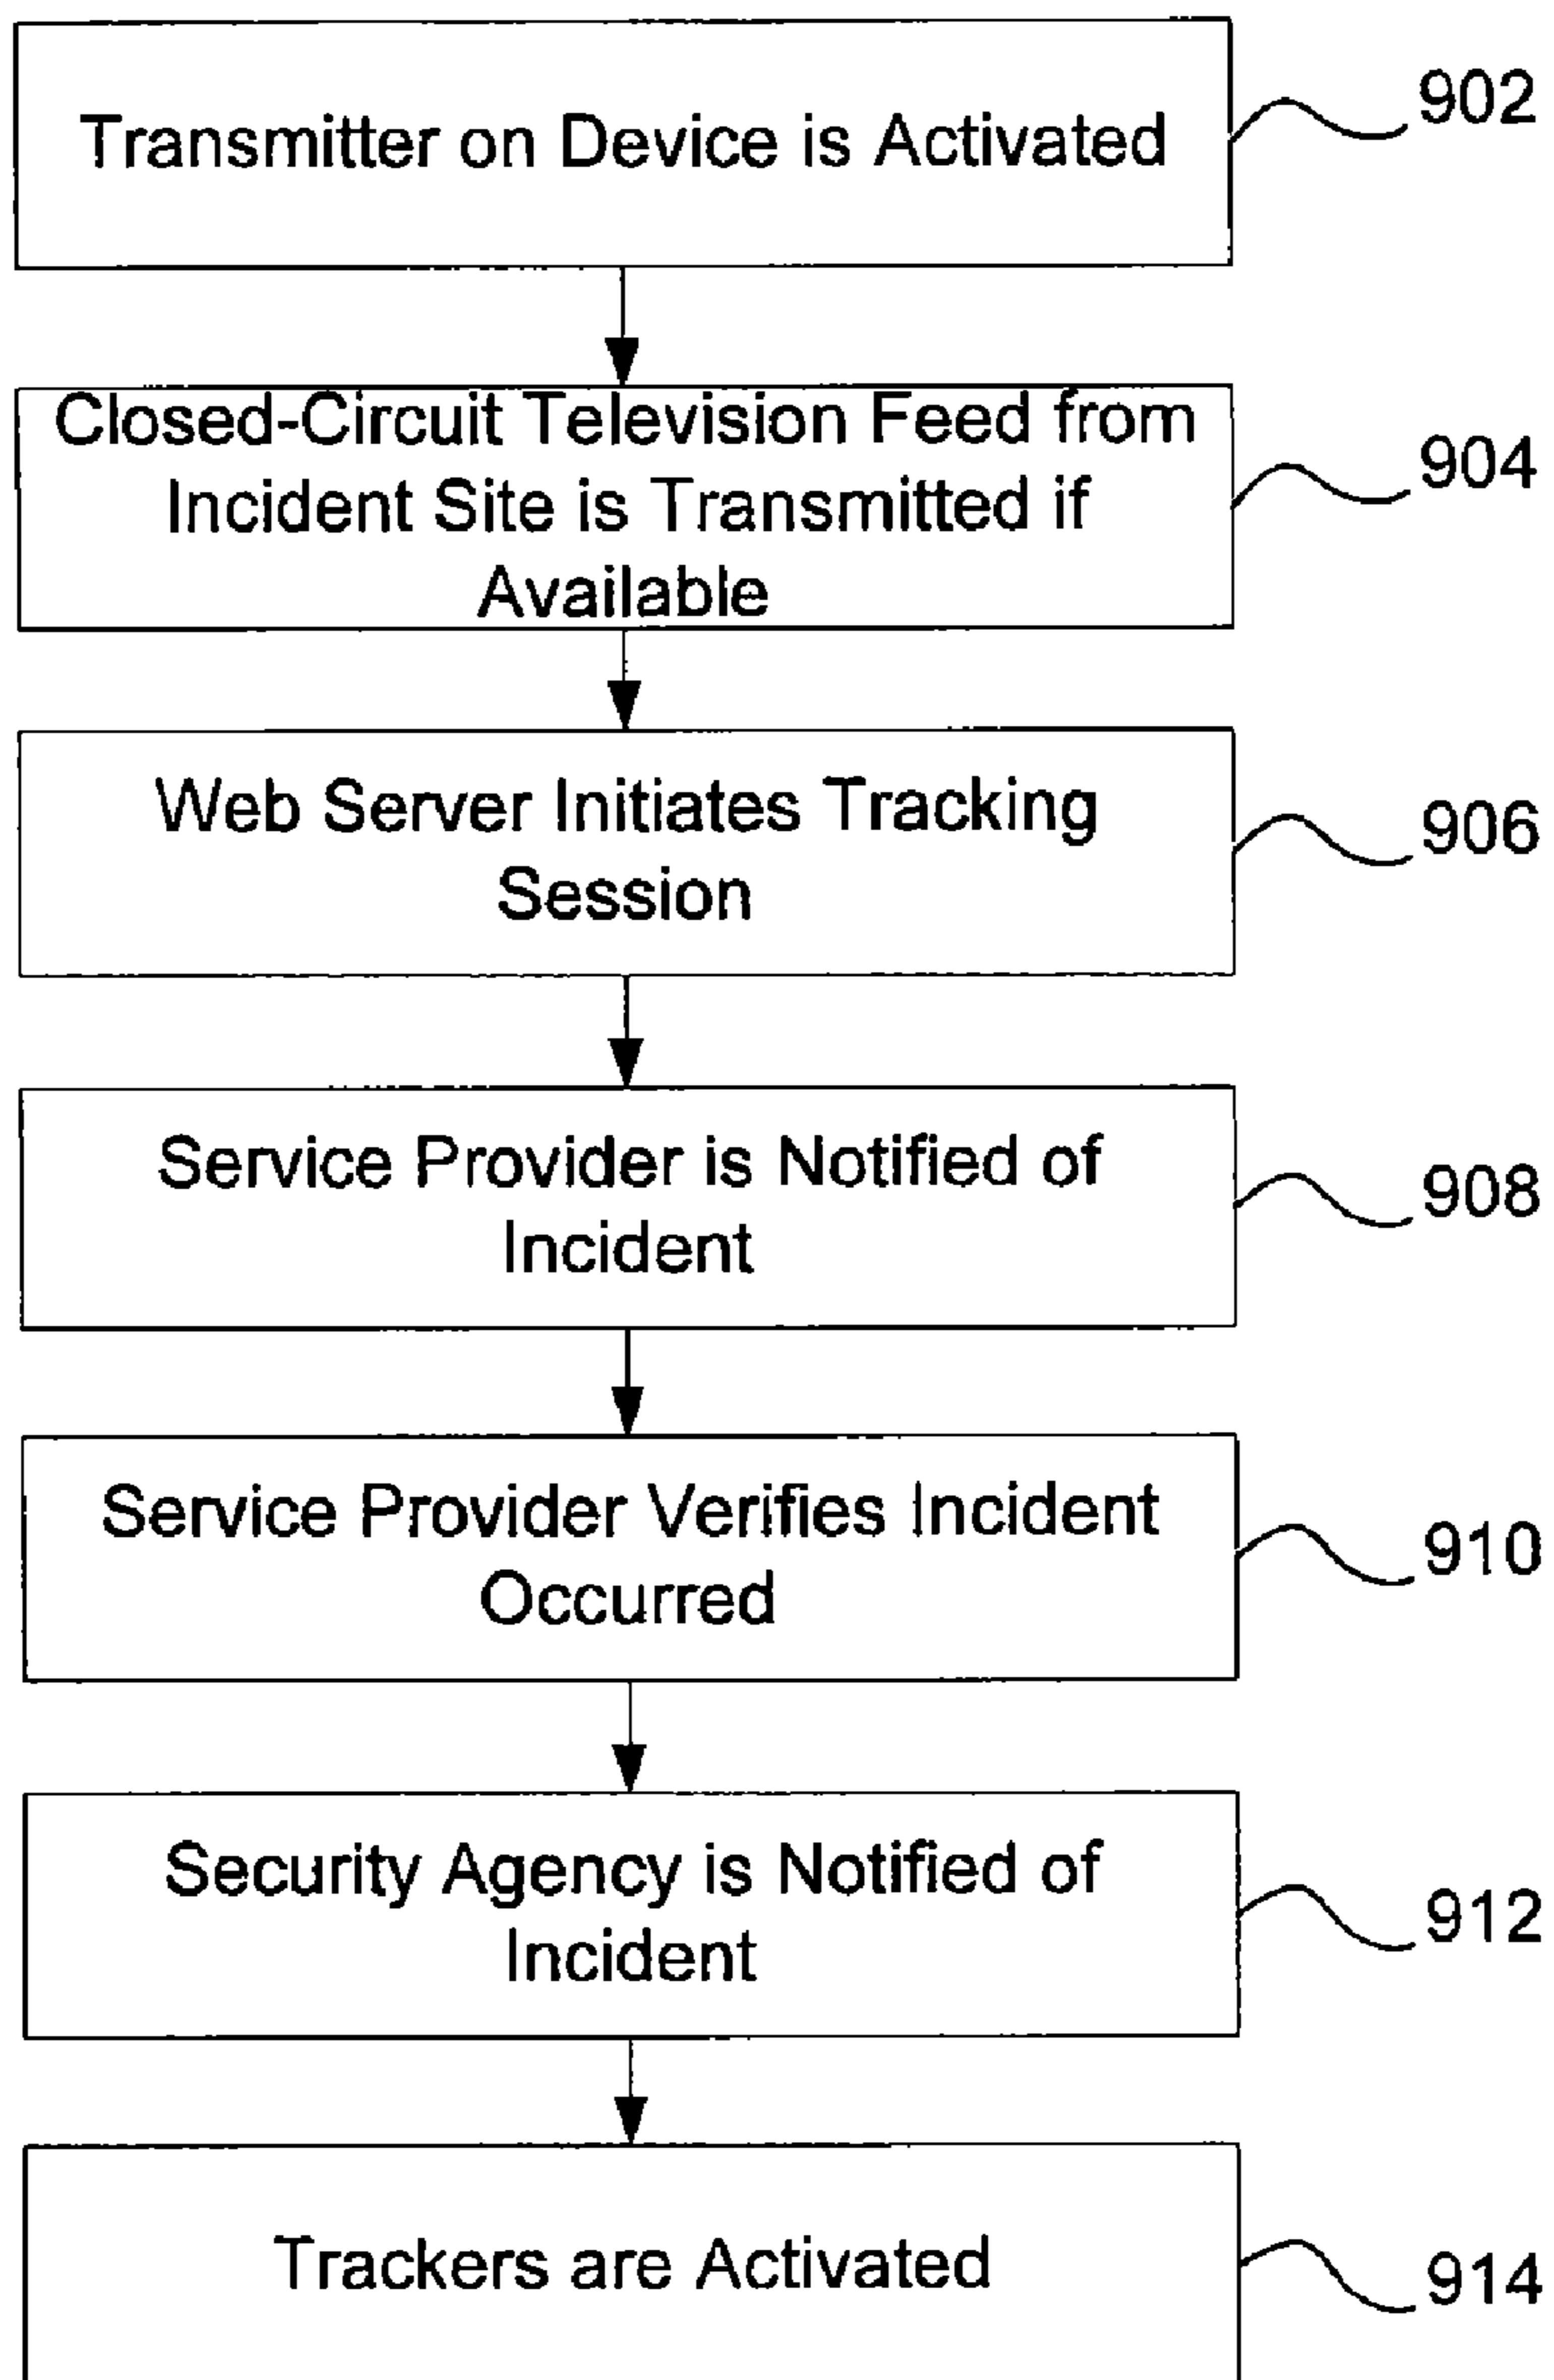 Transmitter on Device is Activated
902
Closed-Circuit Television Feed from
Incident Site is Transmitted if
Available
904
Web Server Initiates Tracking
Session
906
Service Provider is Notified of
Incident
908
Service Provider Verifies Incident
Occurred
910
Security Agency is Notified of
Incident
912
Trackers are Activated
914